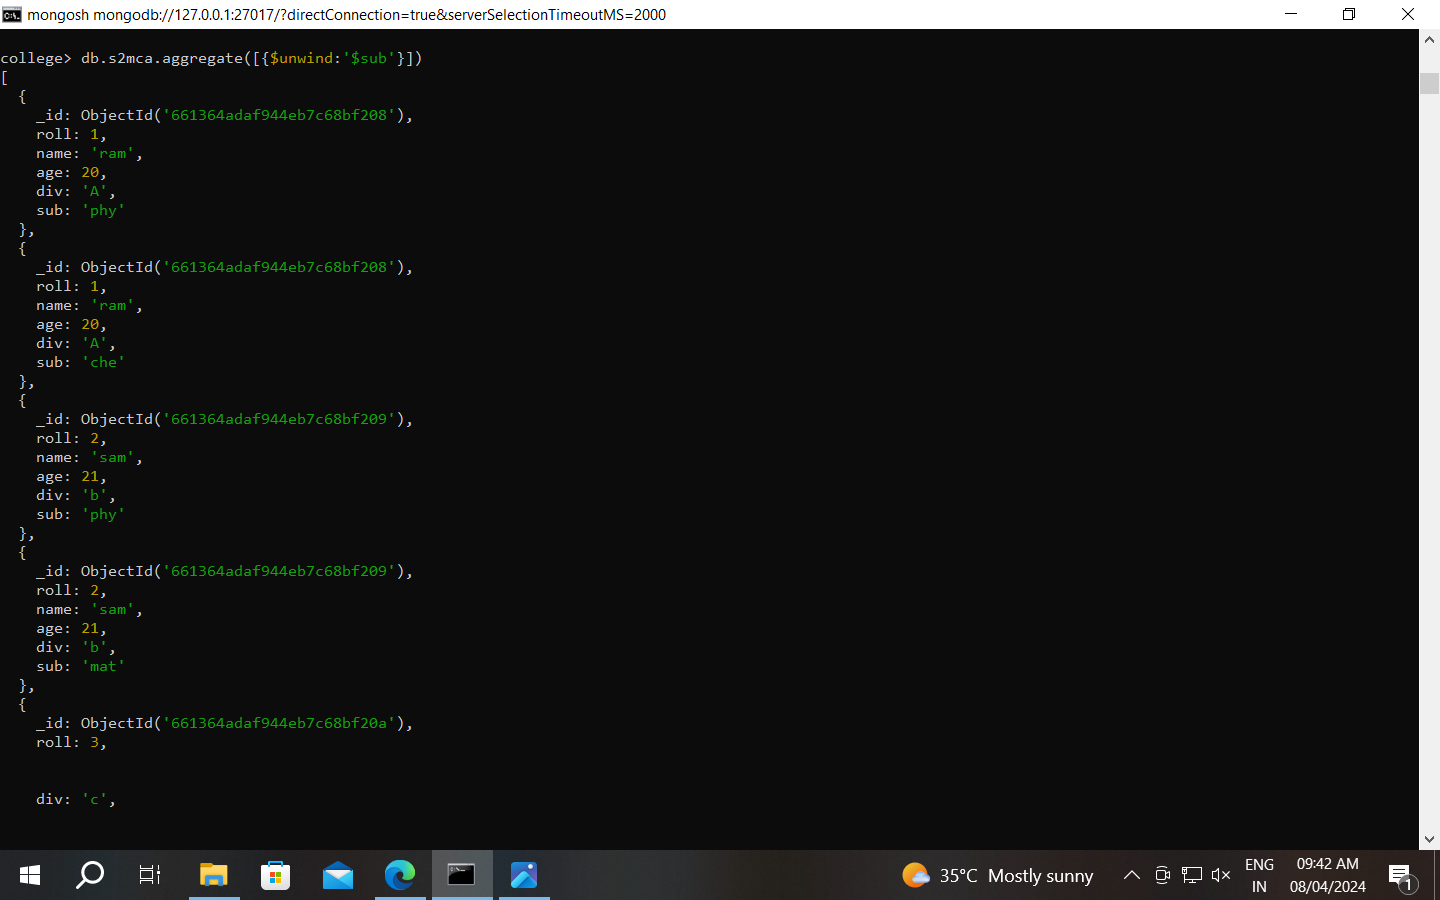 mongosh mongodb://127.0.0.1:27017/?directConnection=true&serverSelectionTimeoutMS=2000
college> db.s2mca.aggregate([{$unwind:'$sub'}])
[
  {
    _id: ObjectId('661364adaf944eb7c68bf208'),
    roll: 1,
    name: 'ram',
    age: 20,
    div: 'A',
    sub: 'phy'
  },
  {
    _id: ObjectId('661364adaf944eb7c68bf208'),
    roll: 1,
    name: 'ram',
    age: 20,
    div: 'A',
    sub: 'che'
  },
  {
    _id: ObjectId('661364adaf944eb7c68bf209'),
    roll: 2,
    name: 'sam',
    age: 21,
    div: 'b',
    sub: 'phy'
  },
  {
    _id: ObjectId('661364adaf944eb7c68bf209'),
    roll: 2,
    name: 'sam',
    age: 21,
    div: 'b',
    sub: 'mat'
  },
  {
    _id: ObjectId('661364adaf944eb7c68bf20a'),
    roll: 3,
    div: 'c',
35°C Mostly sunny
ENG
IN
09:42 AM
08/04/2024
1